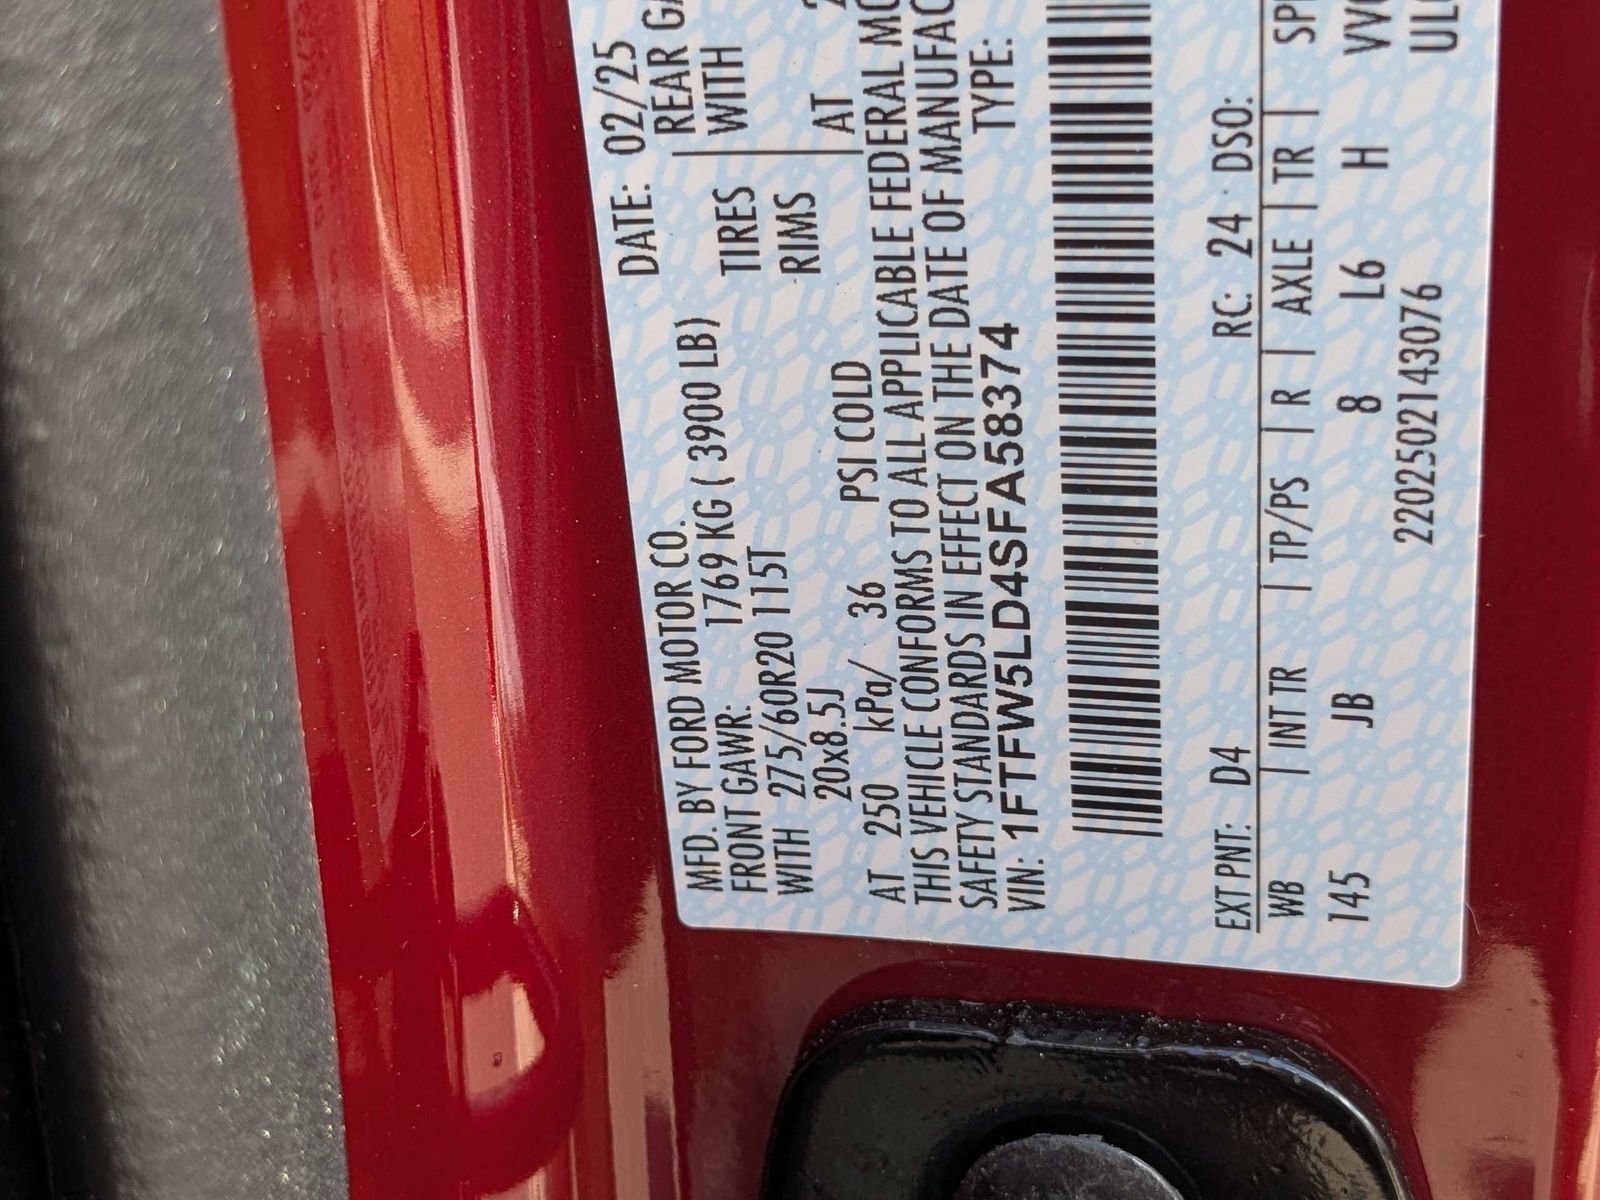 MFD. BY FORD MOTOR CO.
DATE: 02/25
FRONT GAWR: 1769 KG ( 3900 LB)
REAR
WITH 275/60R20 115T TIRES WITH
20x8.5J RIMS
AT 250 kPa/ 36 PSI COLD AT
THIS VEHICLE CONFORMS TO ALL APPLICABLE FEDERAL
SAFETY STANDARDS IN EFFECT ON THE DATE OF
VIN: 1FTFW5LD4SFA58374 TYPE:
EXT PNT: D4 RC: 24 DSO:
WB | INT TR | TP/PS | R | AXLE | TR |
145 JB 8 L6 H
2202502143076